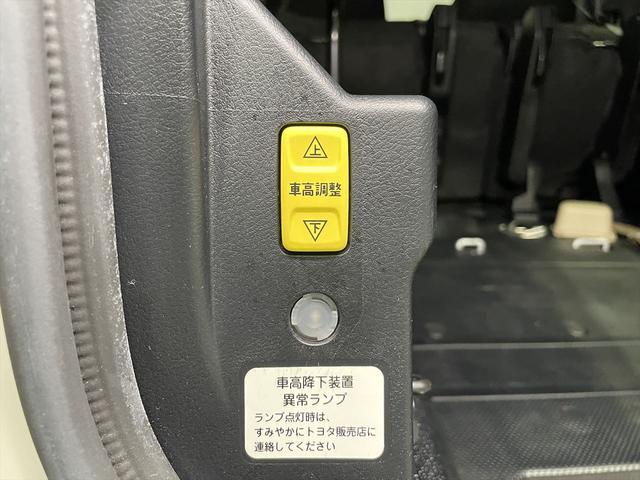 上
車高調整
下
車高降下装置
異常ランプ
ランプ点灯時は、
すみやかにトヨタ販売店に
連絡してください